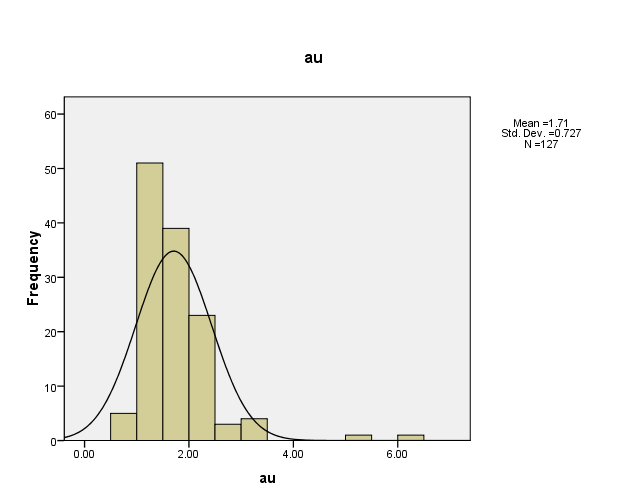 au
Mean =1.71
Std. Dev. =0.727
N =127
Frequency
60
50
40
30
20
10
0
0.00 2.00 4.00 6.00
au